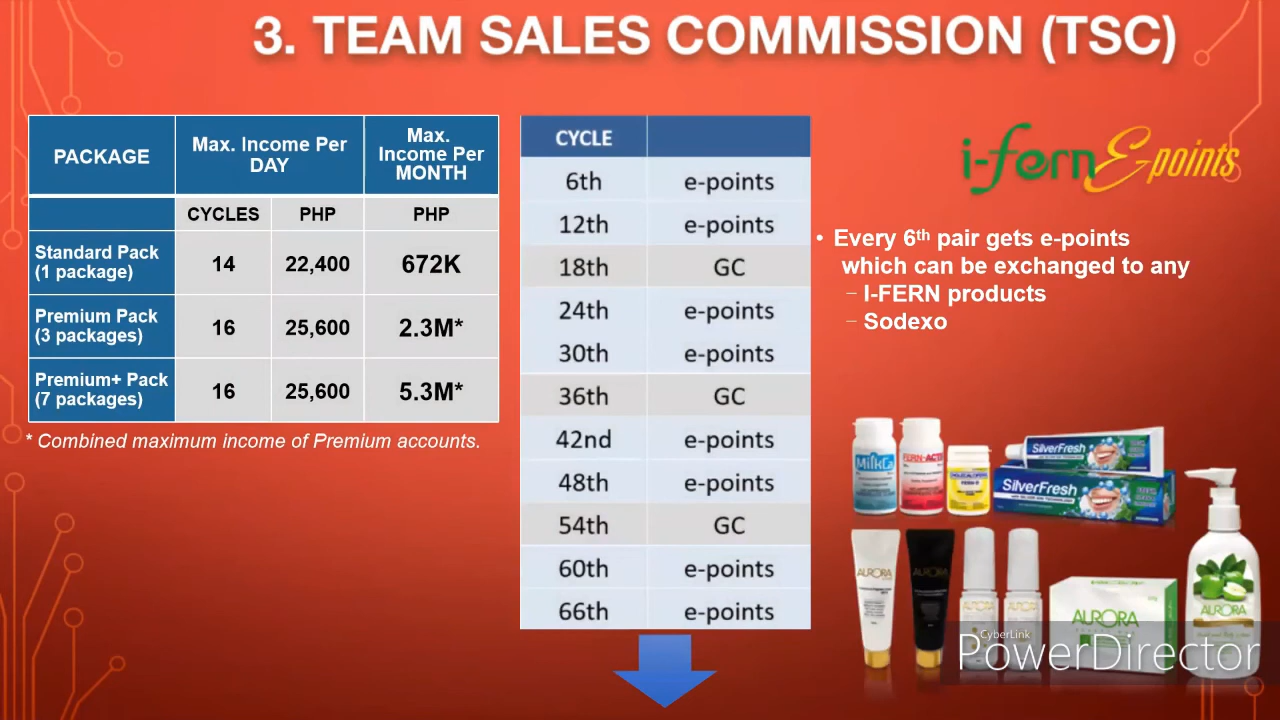 3. TEAM SALES COMMISSION (TSC)
PACKAGE
Max. Income Per
DAY
Max.
Income Per
MONTH
CYCLES PHP PHP
Standard Pack
(1 package)
14 22,400 672K
Premium Pack
(3 packages)
16 25,600 2.3M*
Premium+ Pack
(7 packages)
16 25,600 5.3M*
* Combined maximum income of Premium accounts.
CYCLE
6th e-points
12th e-points
18th GC
24th e-points
30th e-points
36th GC
42nd e-points
48th e-points
54th GC
60th e-points
66th e-points
i-fern E-points
• Every 6th pair gets e-points
which can be exchanged to any
– I-FERN products
– Sodexo
MilkCa
FERN-ACTIV
SilverFresh
SilverFresh
AURORA
AURORA
AURORA
AURORA
AURORA
AURORA
CyberLink
PowerDirector